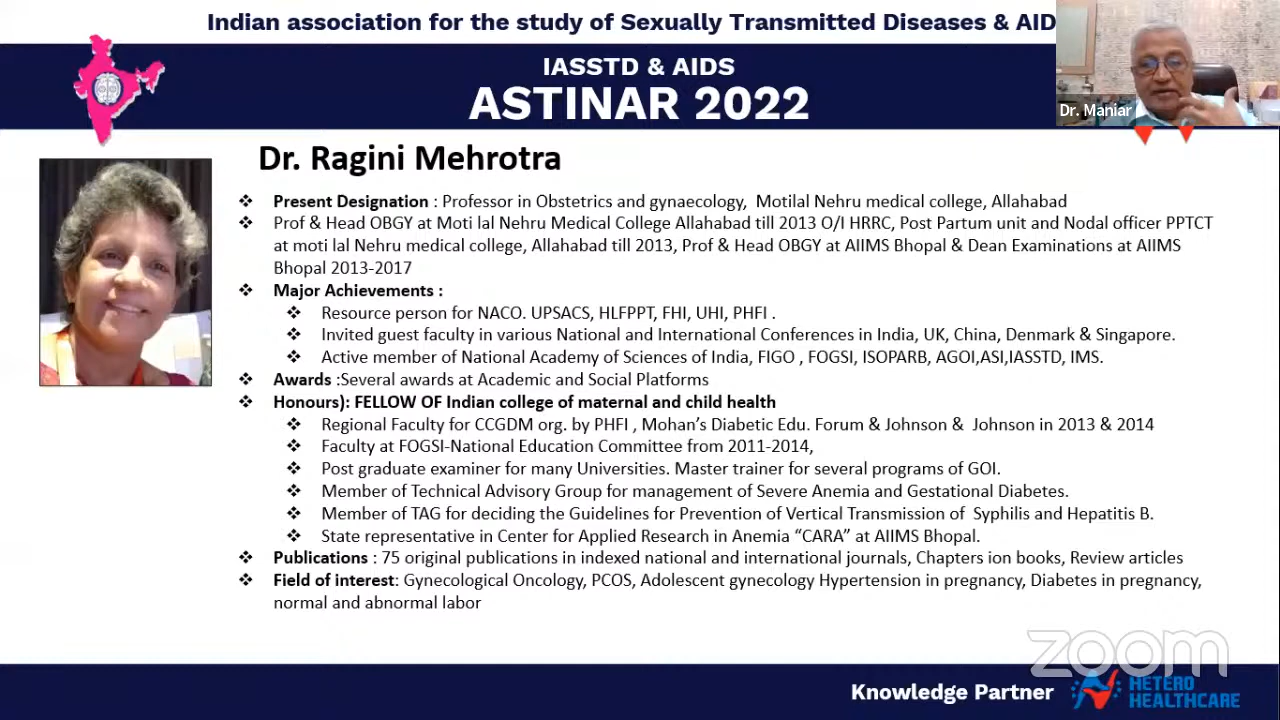 Indian association for the study of Sexually Transmitted Diseases & AID
IASSTD & AIDS
ASTINAR 2022
Dr. Maniar
Dr. Ragini Mehrotra
❖ Present Designation : Professor in Obstetrics and gynaecology, Motilal Nehru medical college, Allahabad
❖ Prof & Head OBGY at Moti lal Nehru Medical College Allahabad till 2013 O/I HRRC, Post Partum unit and Nodal officer PPTCT
at moti lal Nehru medical college, Allahabad till 2013, Prof & Head OBGY at AIIMS Bhopal & Dean Examinations at AIIMS
Bhopal 2013-2017
❖ Major Achievements :
❖ Resource person for NACO. UPSACS, HLFPPT, FHI, UHI, PHFI .
❖ Invited guest faculty in various National and International Conferences in India, UK, China, Denmark & Singapore.
❖ Active member of National Academy of Sciences of India, FIGO , FOGSI, ISOPARB, AGOI,ASI,IASSTD, IMS.
❖ Awards :Several awards at Academic and Social Platforms
❖ Honours): FELLOW OF Indian college of maternal and child health
❖ Regional Faculty for CCGDM org. by PHFI , Mohan's Diabetic Edu. Forum & Johnson & Johnson in 2013 & 2014
❖ Faculty at FOGSI-National Education Committee from 2011-2014,
❖ Post graduate examiner for many Universities. Master trainer for several programs of GOI.
❖ Member of Technical Advisory Group for management of Severe Anemia and Gestational Diabetes.
❖ Member of TAG for deciding the Guidelines for Prevention of Vertical Transmission of Syphilis and Hepatitis B.
❖ State representative in Center for Applied Research in Anemia “CARA” at AIIMS Bhopal.
❖ Publications : 75 original publications in indexed national and international journals, Chapters ion books, Review articles
❖ Field of interest: Gynecological Oncology, PCOS, Adolescent gynecology Hypertension in pregnancy, Diabetes in pregnancy,
normal and abnormal labor
zoom
Knowledge Partner
HETERO
HEALTHCARE